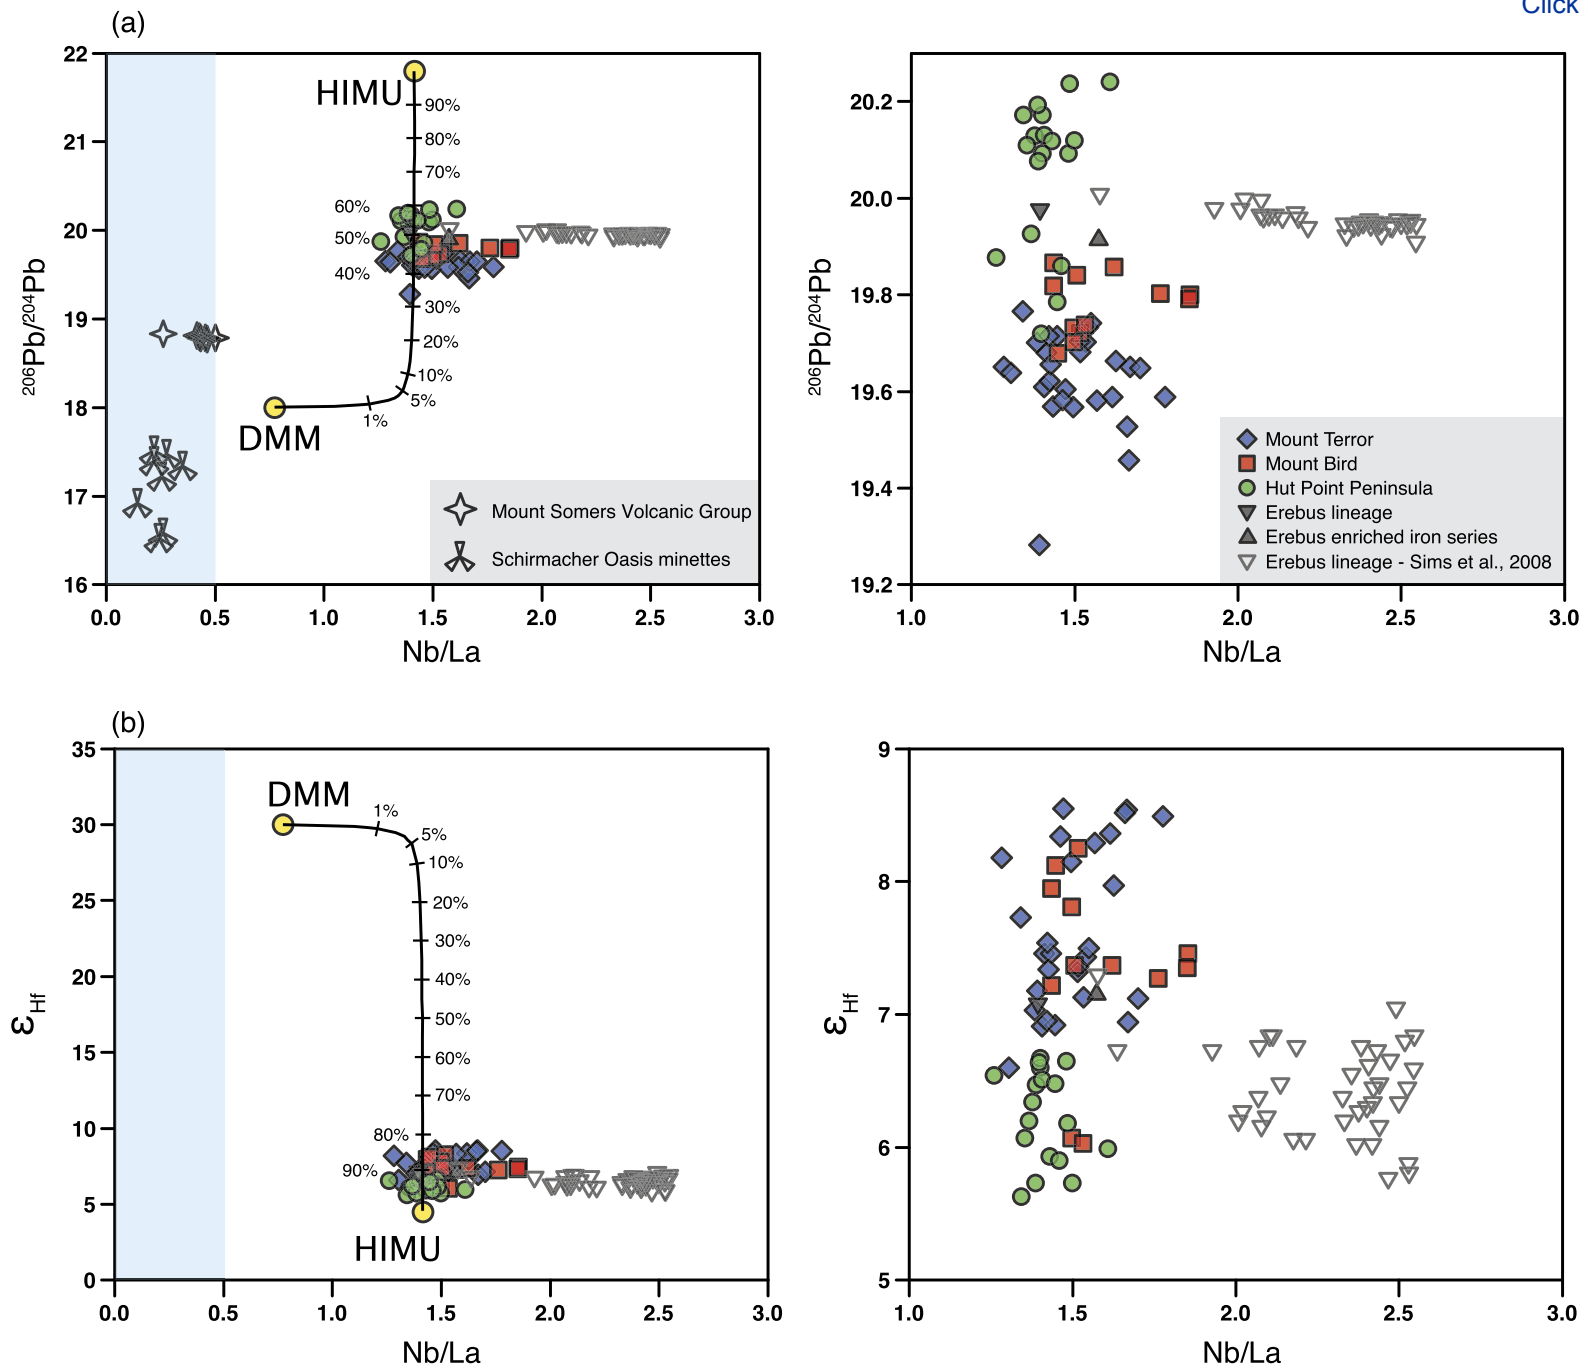 Click
(a)
22
21
20
19
18
17
16
206Pb/204Pb
HIMU
90%
80%
70%
60%
50%
40%
30%
20%
10%
5%
1%
DMM
Mount Somers Volcanic Group
Schirmacher Oasis minettes
0.0 0.5 1.0 1.5 2.0 2.5 3.0
Nb/La
20.2
20.0
19.8
19.6
19.4
19.2
206Pb/204Pb
Mount Terror
Mount Bird
Hut Point Peninsula
Erebus lineage
Erebus enriched iron series
Erebus lineage - Sims et al., 2008
1.0 1.5 2.0 2.5 3.0
Nb/La
(b)
35
30
25
20
15
10
5
0
εHf
DMM
1%
5%
10%
20%
30%
40%
50%
60%
70%
80%
90%
HIMU
0.0 0.5 1.0 1.5 2.0 2.5 3.0
Nb/La
9
8
7
6
5
εHf
1.0 1.5 2.0 2.5 3.0
Nb/La